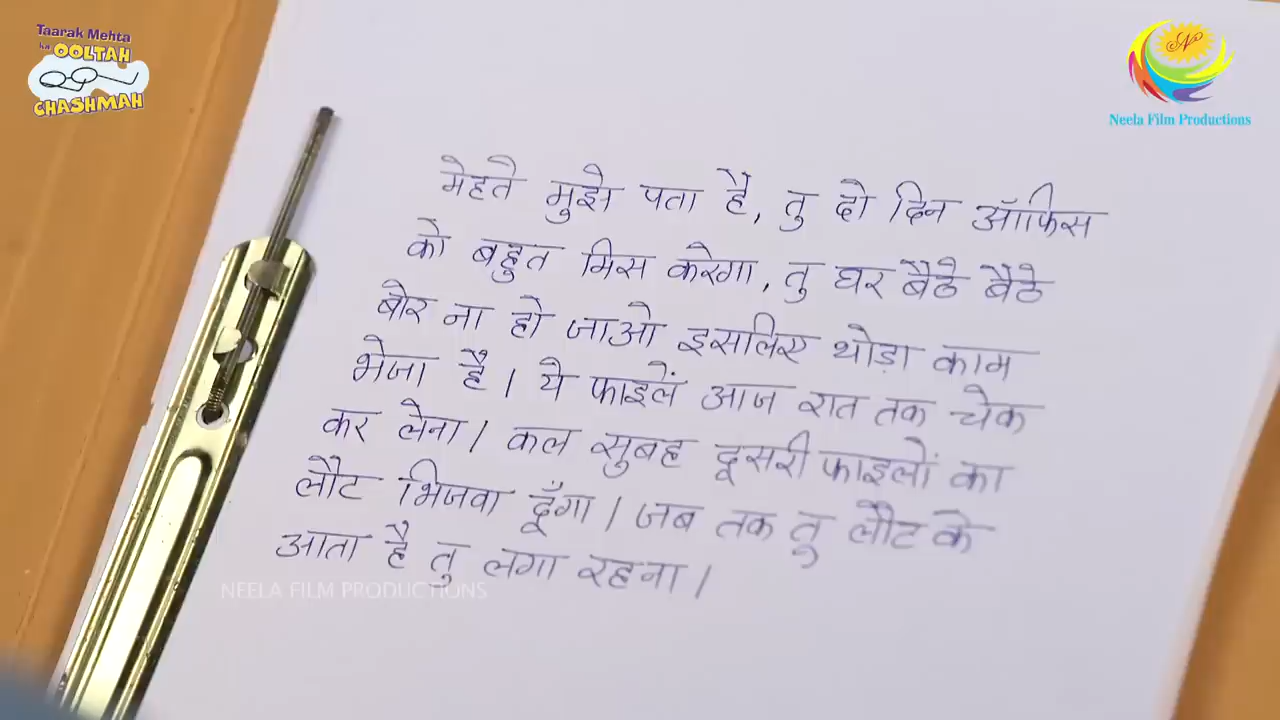 Taarak Mehta
ka OOLTAH
CHASHMAH
Neela Film Productions
मेहते मुझे पता है, तु दो दिन ऑफिस
को बहुत मिस करेगा, तु घर बैठे बैठे
बोर ना हो जाओ इसलिए थोड़ा काम
भेजा है। ये फाइलें आज रात तक चेक
कर लेना। कल सुबह दूसरी फाइलों का
लौट भिजवा दूँगा। जब तक तु लौट के
आता है तु लगा रहना।
NEELA FILM PRODUCTIONS